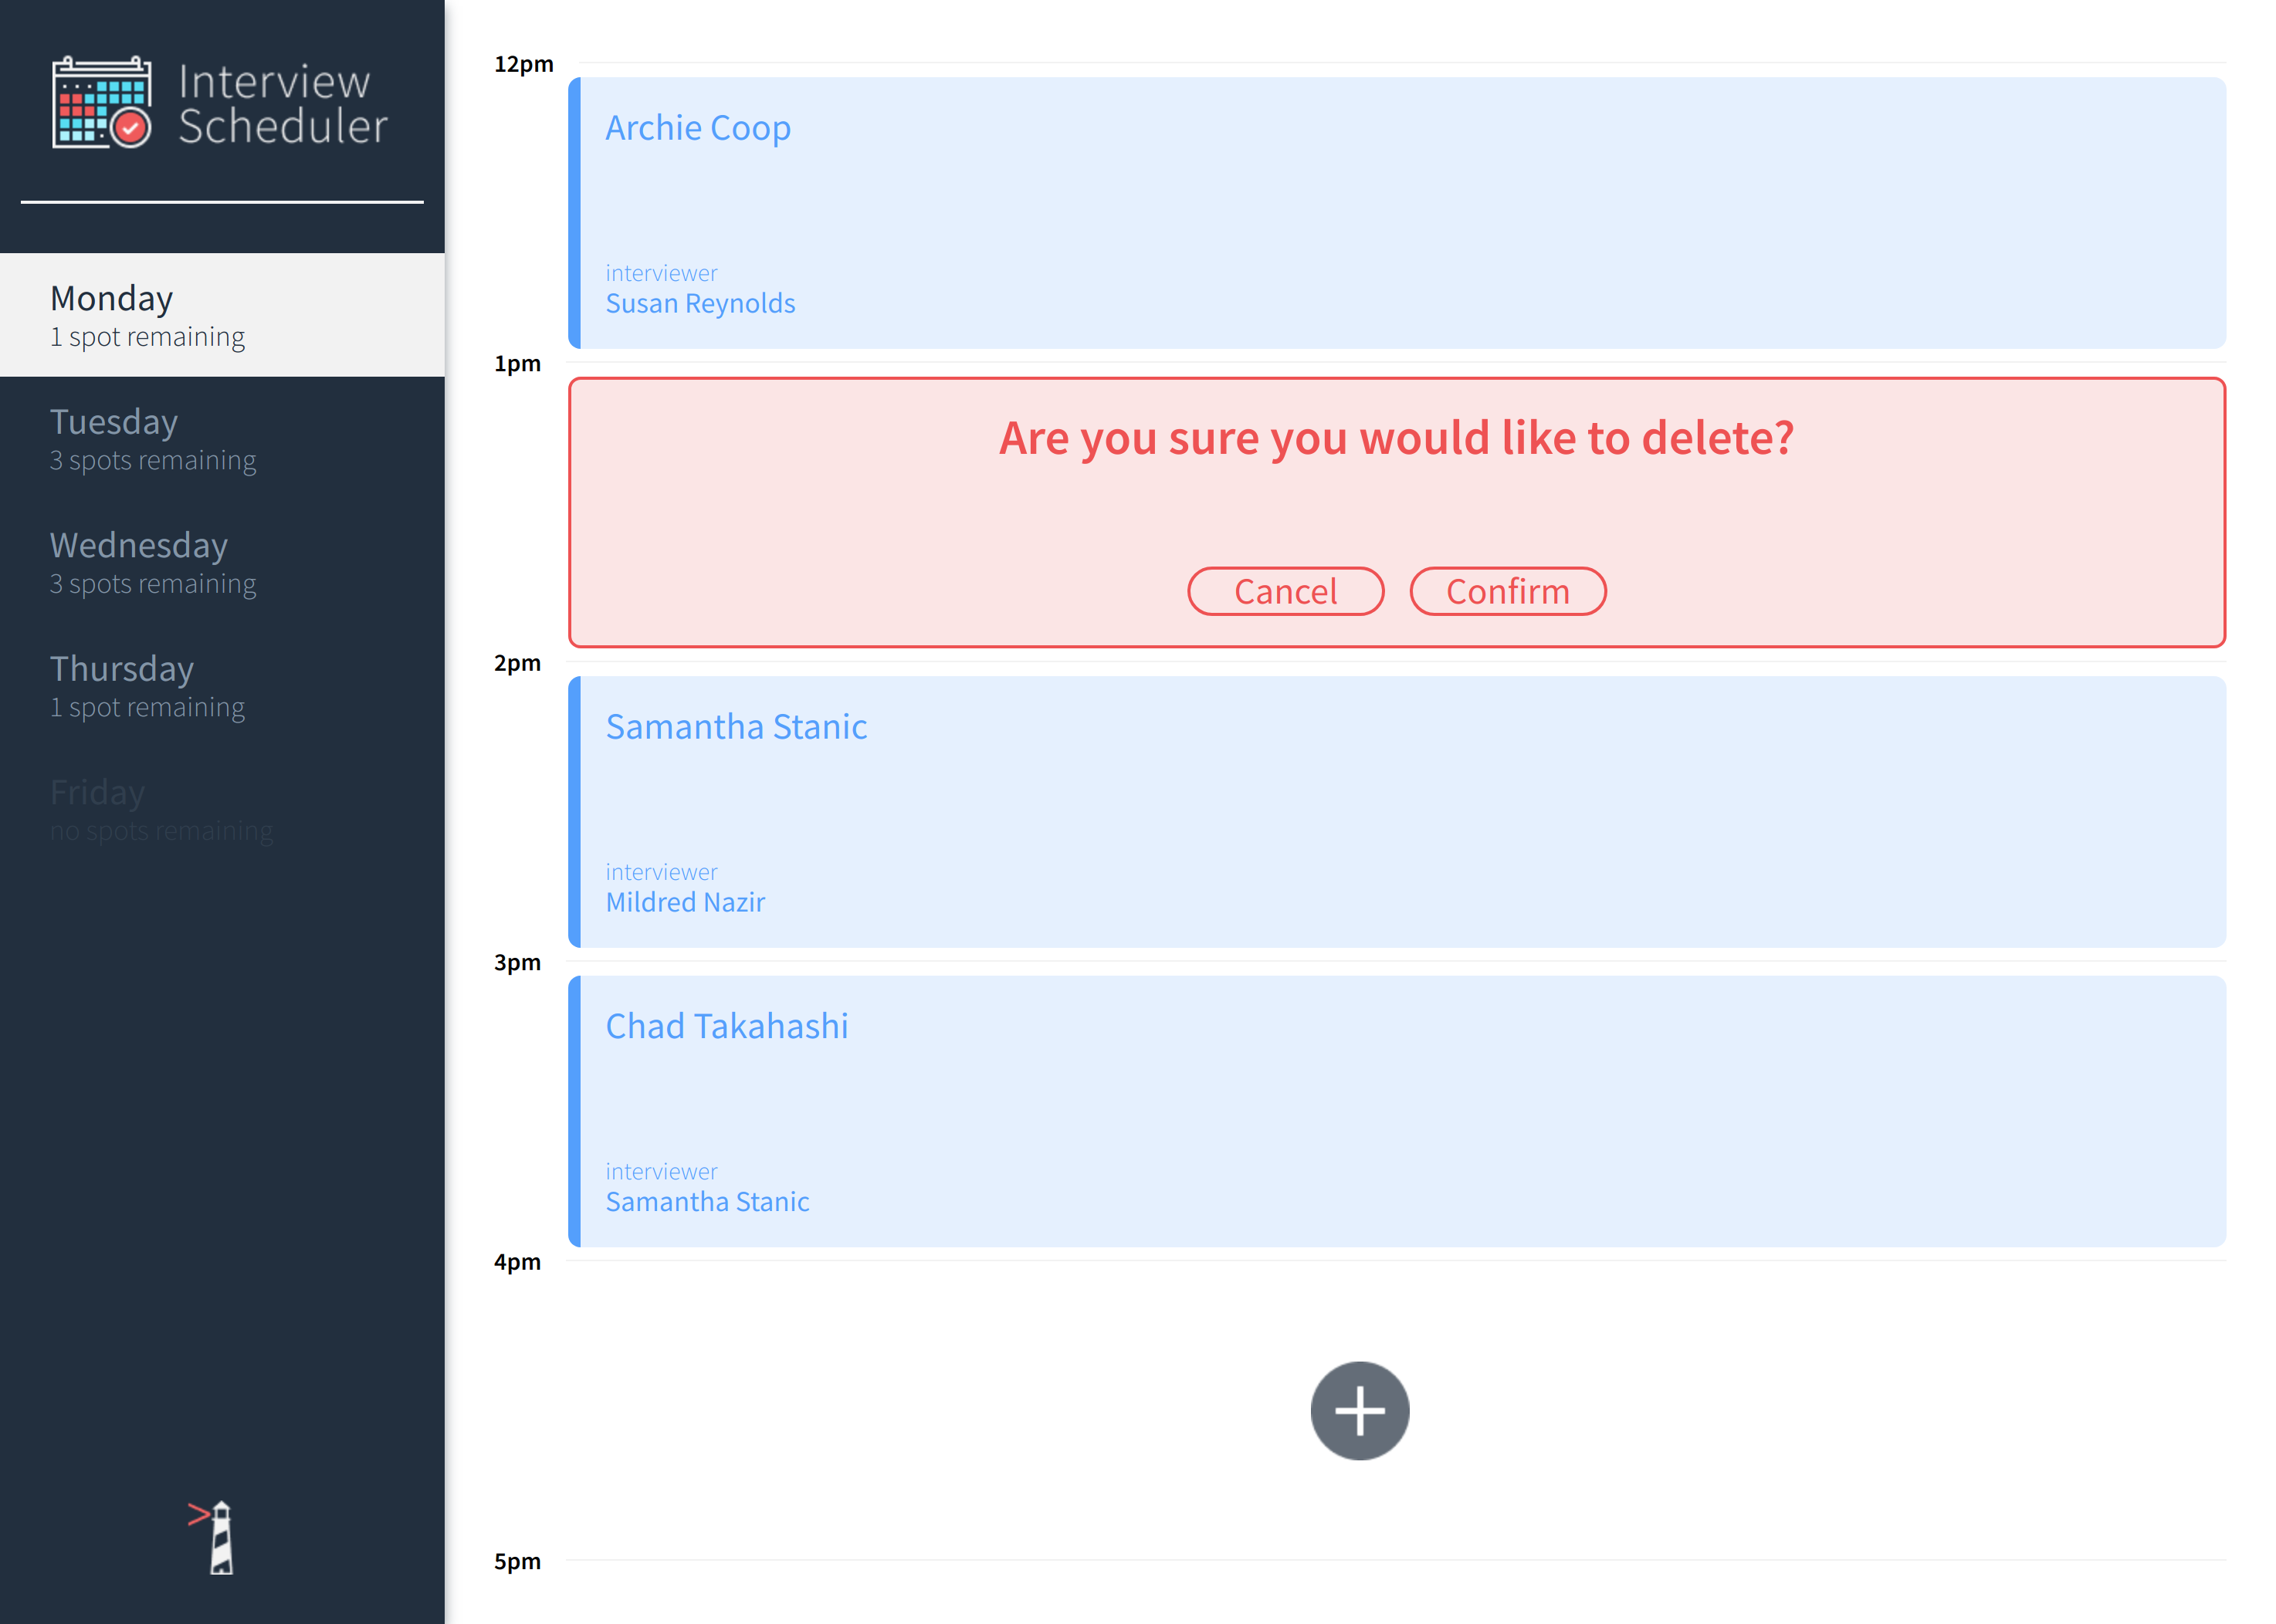 Interview
Scheduler
Monday
1 spot remaining
Tuesday
3 spots remaining
Wednesday
3 spots remaining
Thursday
1 spot remaining
Friday
no spots remaining
12pm
Archie Coop
interviewer
Susan Reynolds
1pm
Are you sure you would like to delete?
Cancel Confirm
2pm
Samantha Stanic
interviewer
Mildred Nazir
3pm
Chad Takahashi
interviewer
Samantha Stanic
4pm
5pm